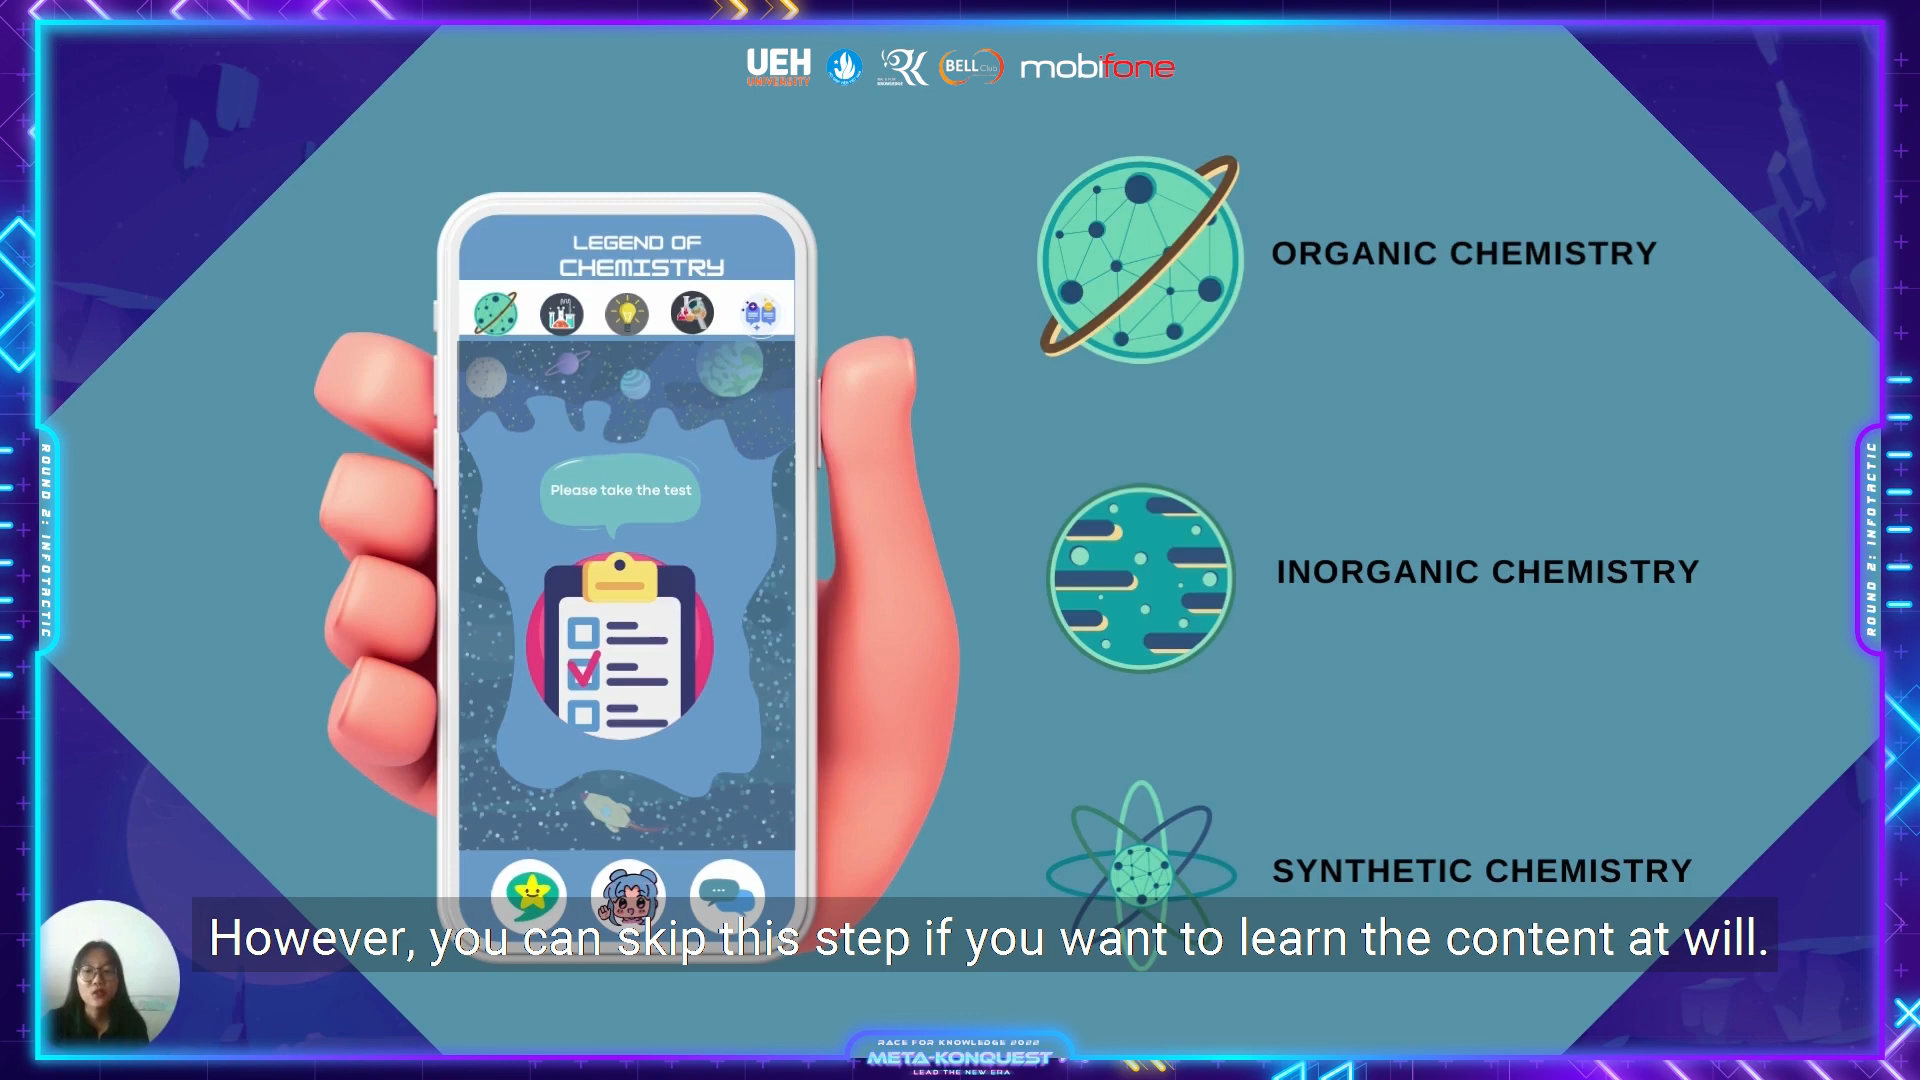 UEH
UNIVERSITY
RK
BELL Club
mobifone
LEGEND OF
CHEMISTRY
Please take the test
ORGANIC CHEMISTRY
INORGANIC CHEMISTRY
SYNTHETIC CHEMISTRY
However, you can skip this step if you want to learn the content at will.
ROUND 2: INFOTACTIC
ROUND 2: INFOTACTIC
RACE FOR KNOWLEDGE 2022
META-KONQUEST
LEAD THE NEW ERA